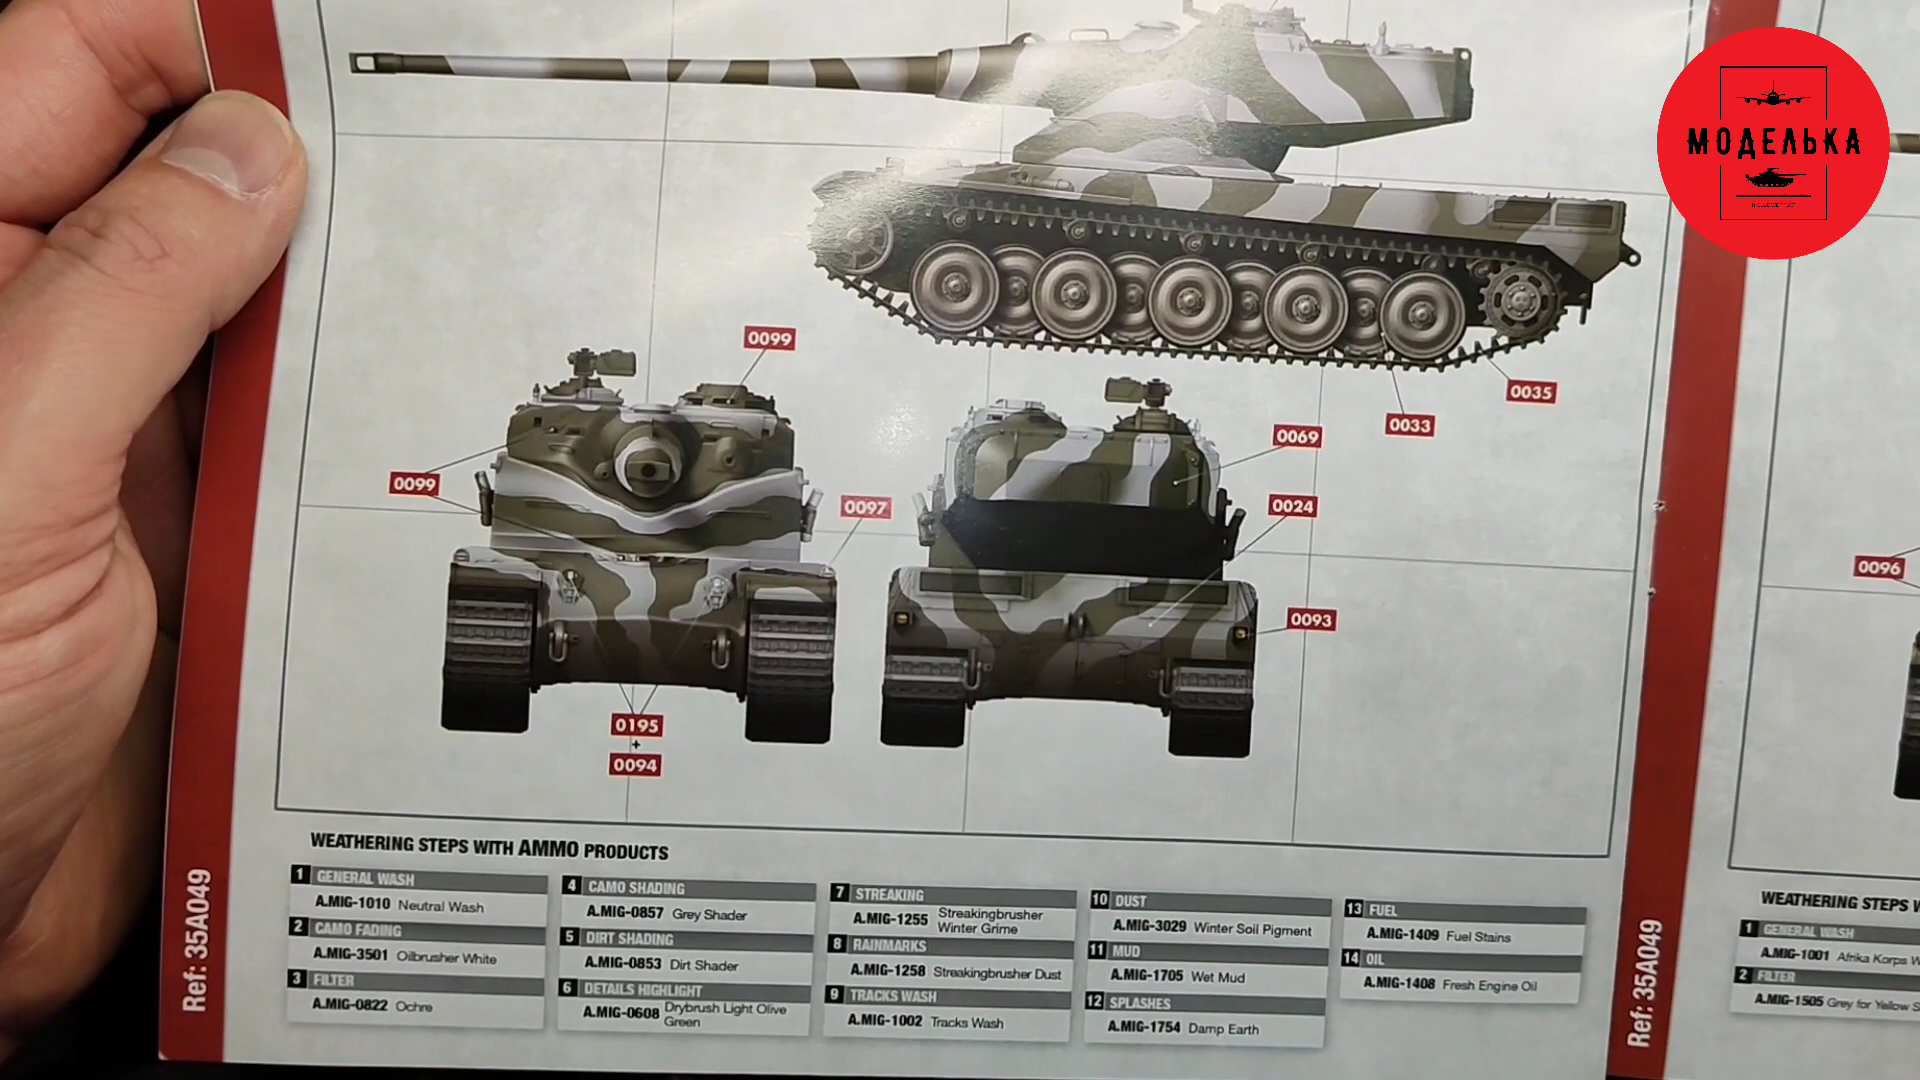 МОДЕЛЬКА
0099
0035
0033
0069
0099
0097
0024
0096
0093
0195
+
0094
WEATHERING STEPS WITH AMMO PRODUCTS
1 GENERAL WASH
A.MIG-1010 Neutral Wash
2 CAMO FADING
A.MIG-3501 Oilbrusher White
3 FILTER
A.MIG-0822 Ochre
4 CAMO SHADING
A.MIG-0857 Grey Shader
5 DIRT SHADING
A.MIG-0853 Dirt Shader
6 DETAILS HIGHLIGHT
A.MIG-0608 Drybrush Light Olive
Green
7 STREAKING
A.MIG-1255 Streakingbrusher
Winter Grime
8 RAINMARKS
A.MIG-1258 Streakingbrusher Dust
9 TRACKS WASH
A.MIG-1002 Tracks Wash
10 DUST
A.MIG-3029 Winter Soil Pigment
11 MUD
A.MIG-1705 Wet Mud
12 SPLASHES
A.MIG-1754 Damp Earth
13 FUEL
A.MIG-1409 Fuel Stains
14 OIL
A.MIG-1408 Fresh Engine Oil
Ref: 35A049
Ref: 35A049
WEATHERING STEPS W
1 GENERAL WASH
A.MIG-1001 Afrika Korps W
2 FILTER
A.MIG-1505 Grey for Yellow S